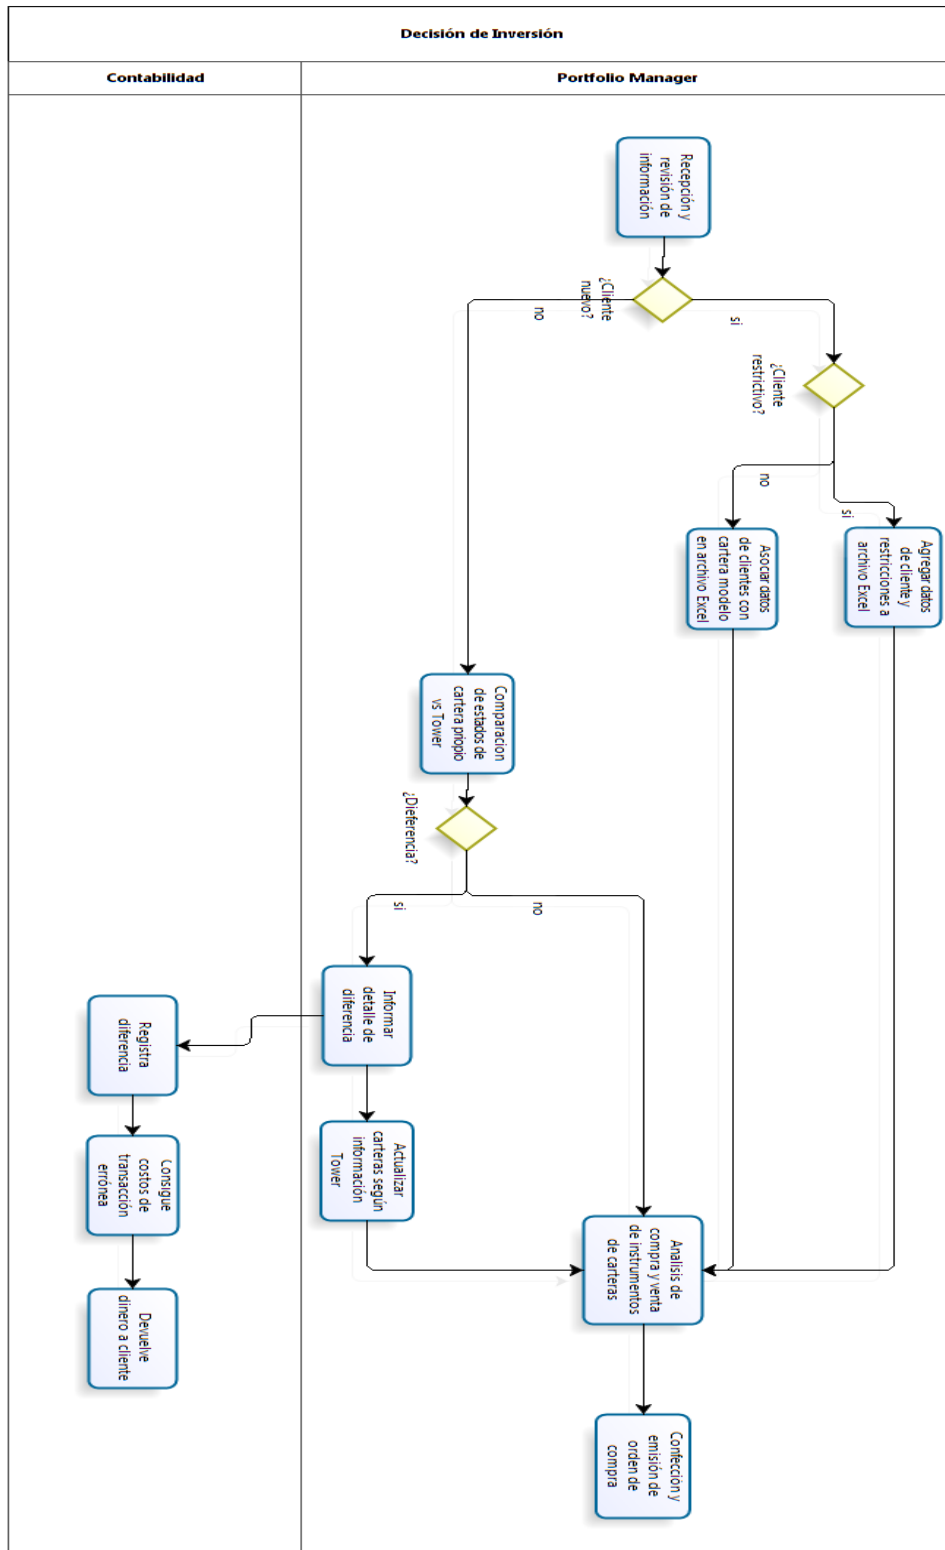 Decisión de Inversión
Contabilidad
Portfolio Manager
Recepción y
revisión de
información
¿Cliente
nuevo?
si
no
¿Cliente
restrictivo?
si
no
Agregar datos
de cliente y
restricciones a
archivo Excel
Asociar datos
de clientes con
cartera modelo
en archivo Excel
Comparacion
de estados de
cartera priopio
vs Tower
¿Dieferencia?
no
si
Informar
detalle de
diferencia
Actualizar
carteras según
información
Tower
Registra
diferencia
Consigue
costos de
transacción
errónea
Devuelve
dinero a cliente
Analisis de
compra y venta
de instrumentos
de carteras
Confección y
emisión de
orden de
compra